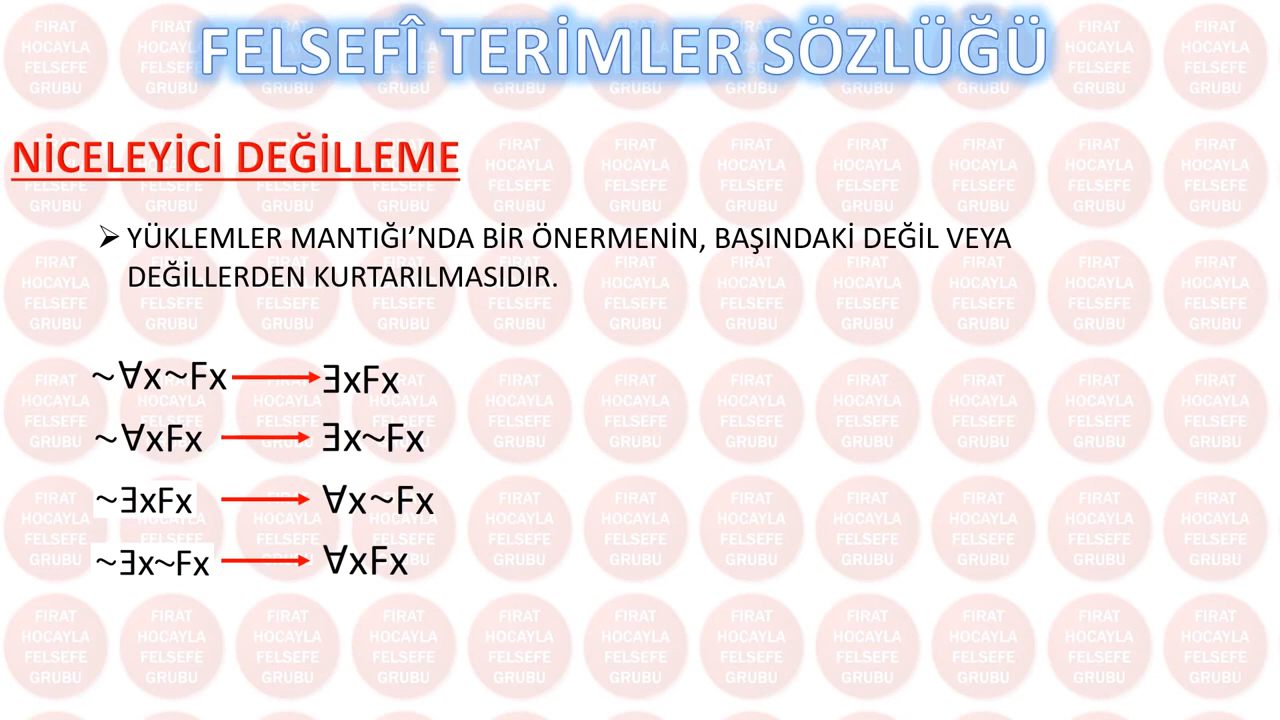 FELSEFÎ TERİMLER SÖZLÜĞÜ
NİCELEYİCİ DEĞİLLEME
➢ YÜKLEMLER MANTIĞI’NDA BİR ÖNERMENİN, BAŞINDAKİ DEĞİL VEYA
DEĞİLLERDEN KURTARILMASIDIR.
~∀x~Fx → ∃xFx
~∀xFx → ∃x~Fx
~∃xFx → ∀x~Fx
~∃x~Fx → ∀xFx
FIRAT
HOCAYLA
FELSEFE
GRUBU